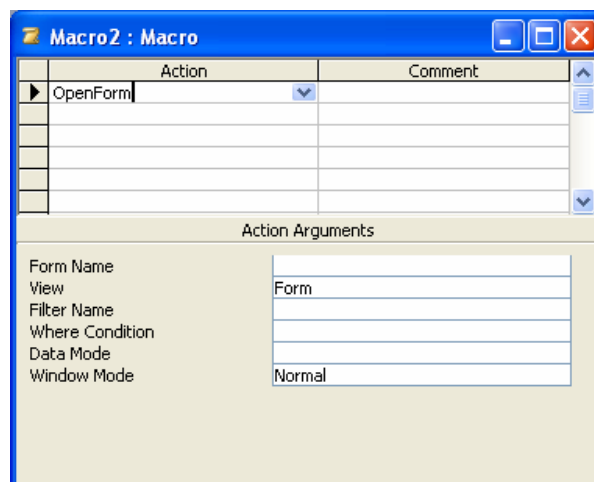 Macro2 : Macro
Action Comment
OpenForm
Action Arguments
Form Name
View Form
Filter Name
Where Condition
Data Mode
Window Mode Normal